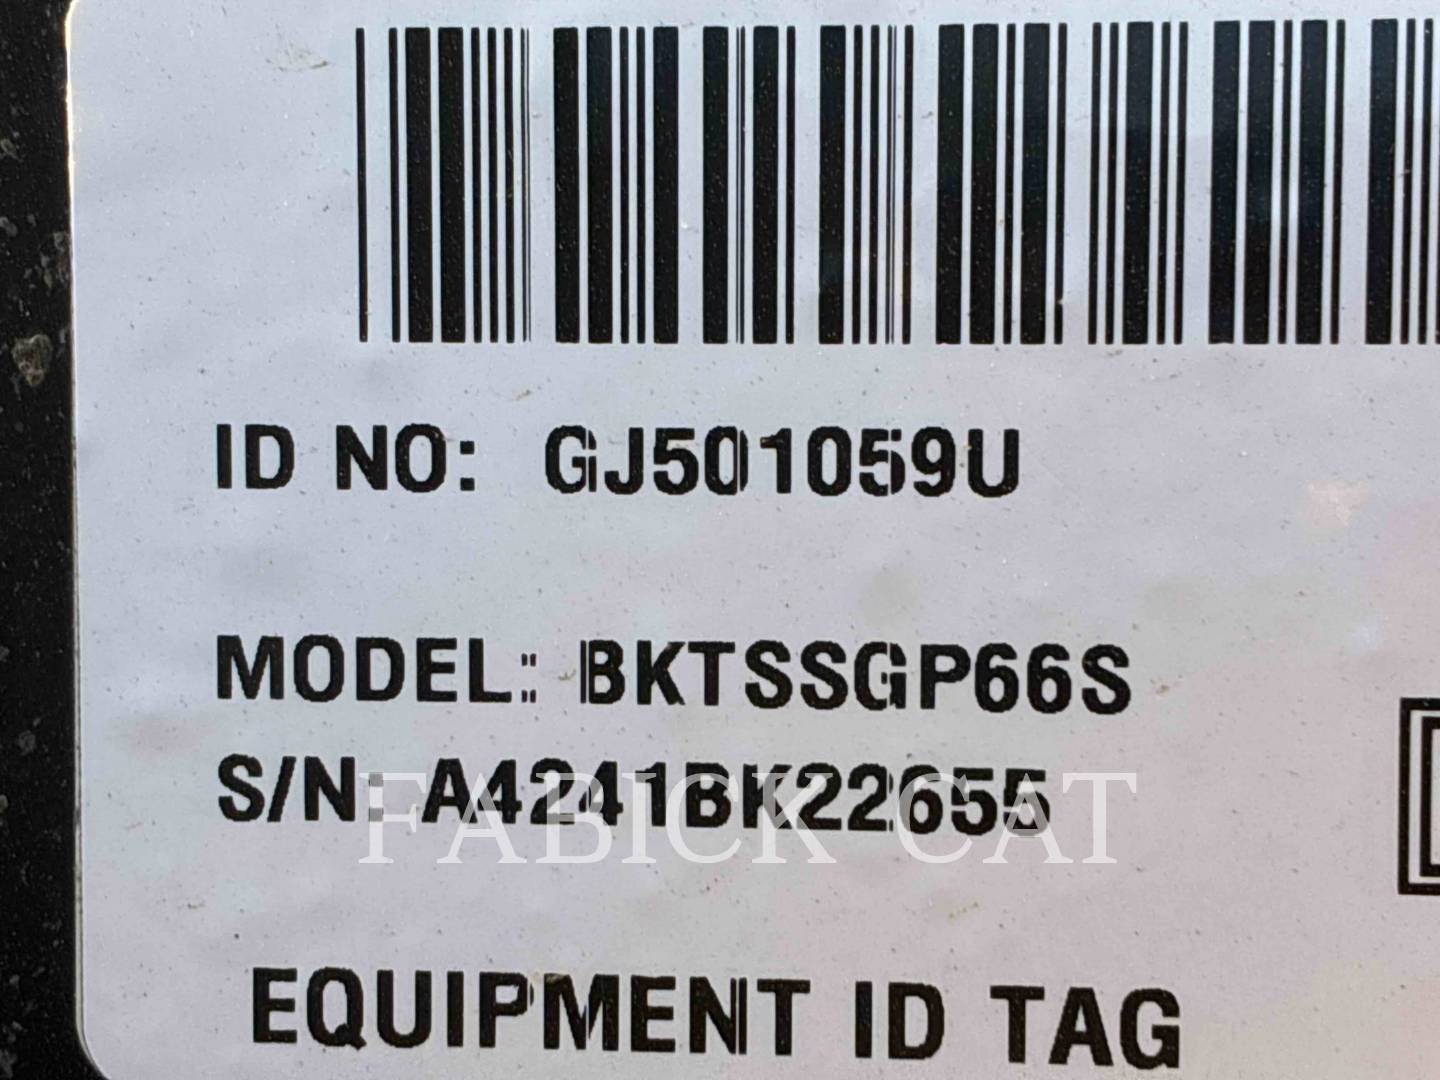 ID NO: GJ501059U
MODEL: BKTSSGP66S
S/N: A4241BK22655
FABICK CAT
EQUIPMENT ID TAG